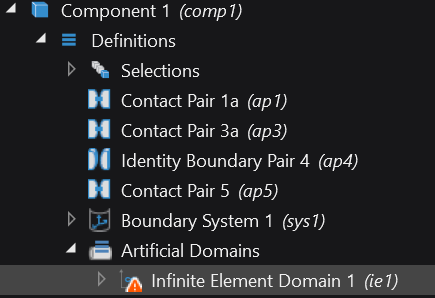 Component 1 (comp1)
Definitions
Selections
Contact Pair 1a (ap1)
Contact Pair 3a (ap3)
Identity Boundary Pair 4 (ap4)
Contact Pair 5 (ap5)
Boundary System 1 (sys1)
Artificial Domains
Infinite Element Domain 1 (ie1)